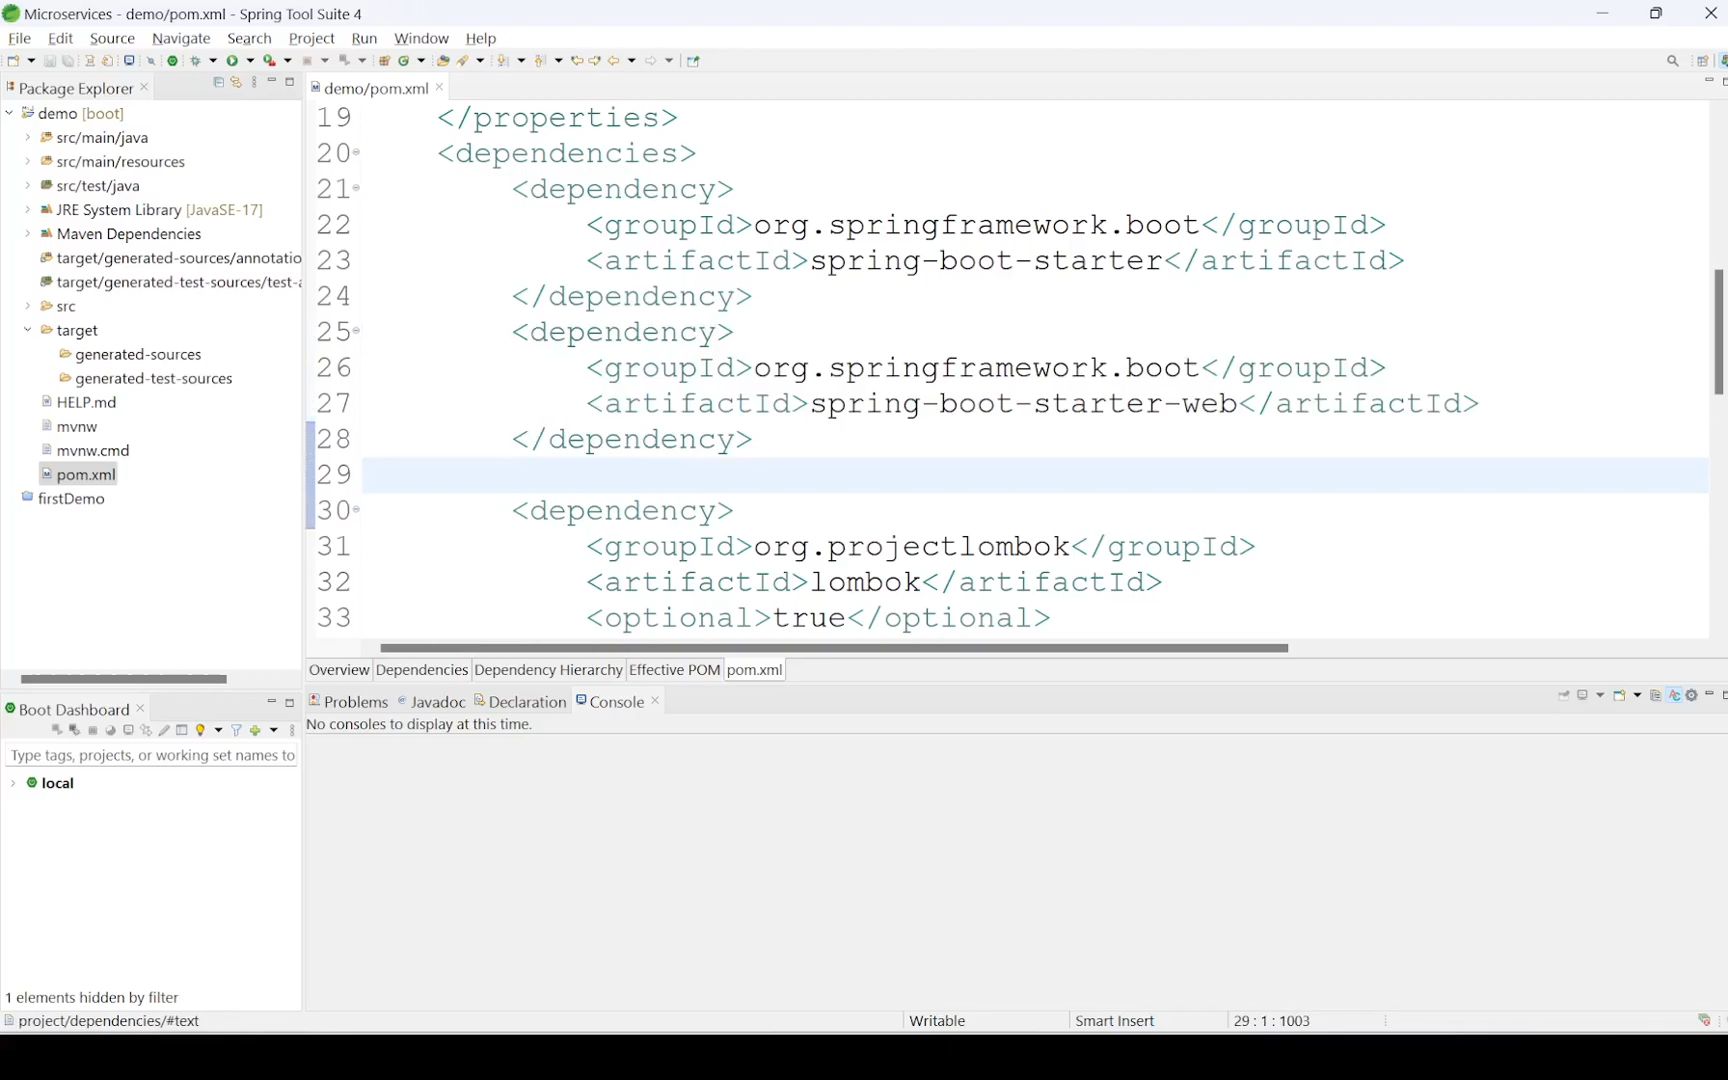 Microservices - demo/pom.xml - Spring Tool Suite 4
File Edit Source Navigate Search Project Run Window Help
Package Explorer
demo [boot]
src/main/java
src/main/resources
src/test/java
JRE System Library [JavaSE-17]
Maven Dependencies
target/generated-sources/annotatio
target/generated-test-sources/test-a
src
target
generated-sources
generated-test-sources
HELP.md
mvnw
mvnw.cmd
pom.xml
firstDemo
demo/pom.xml
19 </properties>
20 <dependencies>
21 <dependency>
22 <groupId>org.springframework.boot</groupId>
23 <artifactId>spring-boot-starter</artifactId>
24 </dependency>
25 <dependency>
26 <groupId>org.springframework.boot</groupId>
27 <artifactId>spring-boot-starter-web</artifactId>
28 </dependency>
29
30 <dependency>
31 <groupId>org.projectlombok</groupId>
32 <artifactId>lombok</artifactId>
33 <optional>true</optional>
Overview Dependencies Dependency Hierarchy Effective POM pom.xml
Boot Dashboard
Type tags, projects, or working set names to
local
1 elements hidden by filter
Problems Javadoc Declaration Console
No consoles to display at this time.
project/dependencies/#text Writable Smart Insert 29 : 1 : 1003